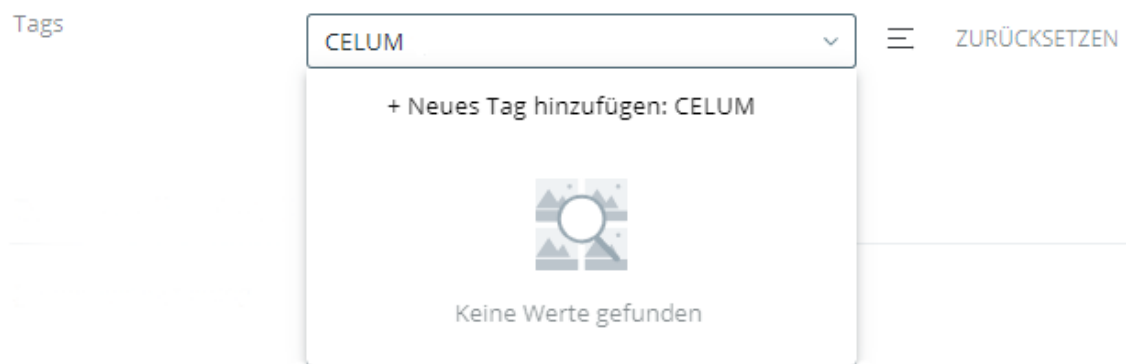 Tags
CELUM
ZURÜCKSETZEN
+ Neues Tag hinzufügen: CELUM
Keine Werte gefunden